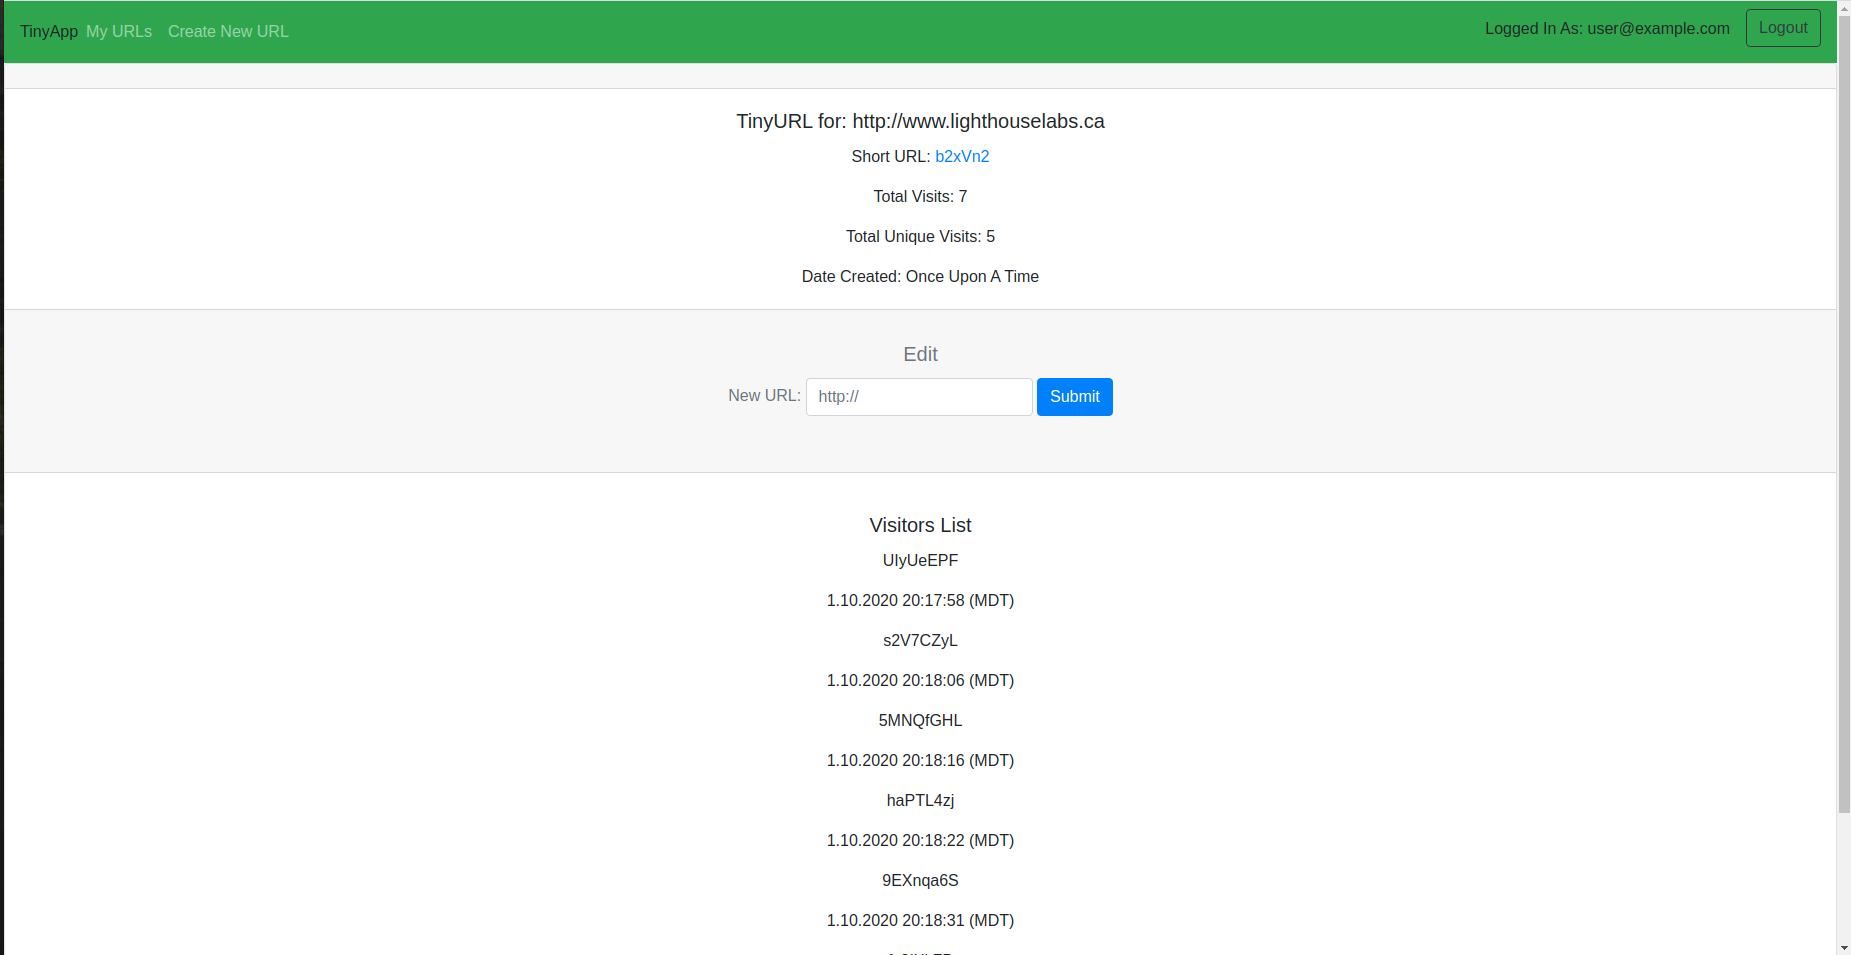 TinyApp My URLs Create New URL Logged In As: user@example.com Logout
TinyURL for: http://www.lighthouselabs.ca
Short URL: b2xVn2
Total Visits: 7
Total Unique Visits: 5
Date Created: Once Upon A Time
Edit
New URL: http:// Submit
Visitors List
UIyUeEPF
1.10.2020 20:17:58 (MDT)
s2V7CZyL
1.10.2020 20:18:06 (MDT)
5MNQfGHL
1.10.2020 20:18:16 (MDT)
haPTL4zj
1.10.2020 20:18:22 (MDT)
9EXnqa6S
1.10.2020 20:18:31 (MDT)